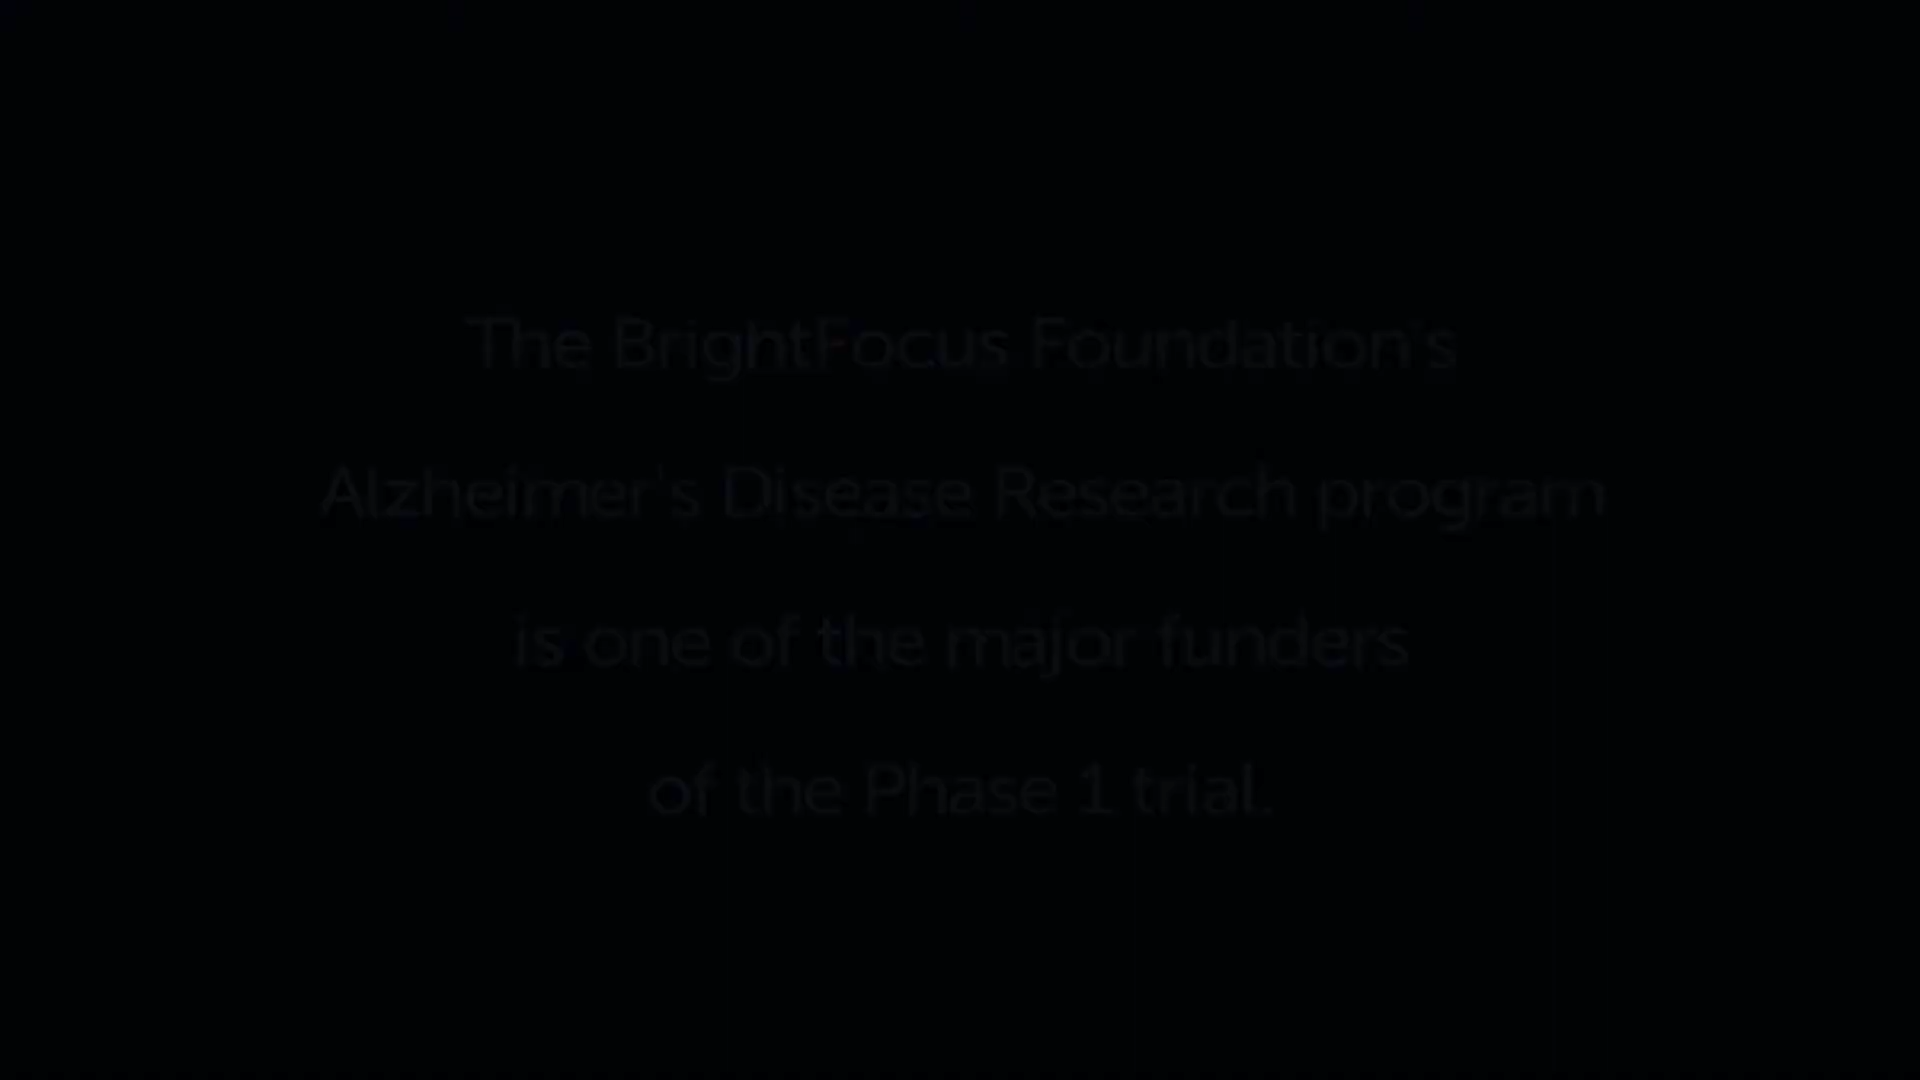 The BrightFocus Foundation's
Alzheimer's Disease Research program
is one of the major funders
of the Phase 1 trial.